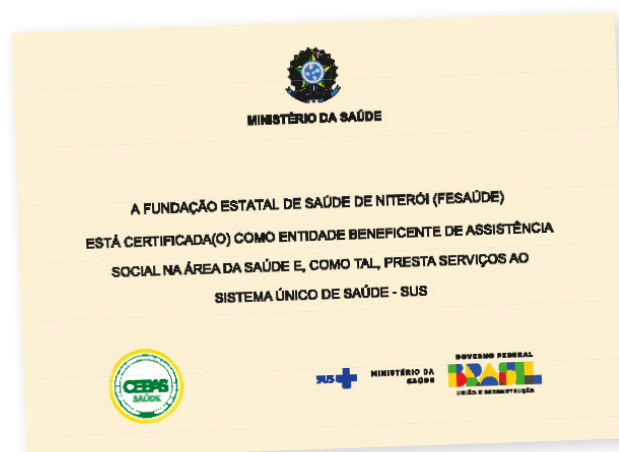 MINISTÉRIO DA SAÚDE
A FUNDAÇÃO ESTATAL DE SAÚDE DE NITERÓI (FESAÚDE)
ESTÁ CERTIFICADA(O) COMO ENTIDADE BENEFICENTE DE ASSISTÊNCIA
SOCIAL NA ÁREA DA SAÚDE E, COMO TAL, PRESTA SERVIÇOS AO
SISTEMA ÚNICO DE SAÚDE - SUS
CEBAS
SAÚDE
SUS
MINISTÉRIO DA
SAÚDE
GOVERNO FEDERAL
BRASIL
UNIÃO E RECONSTRUÇÃO